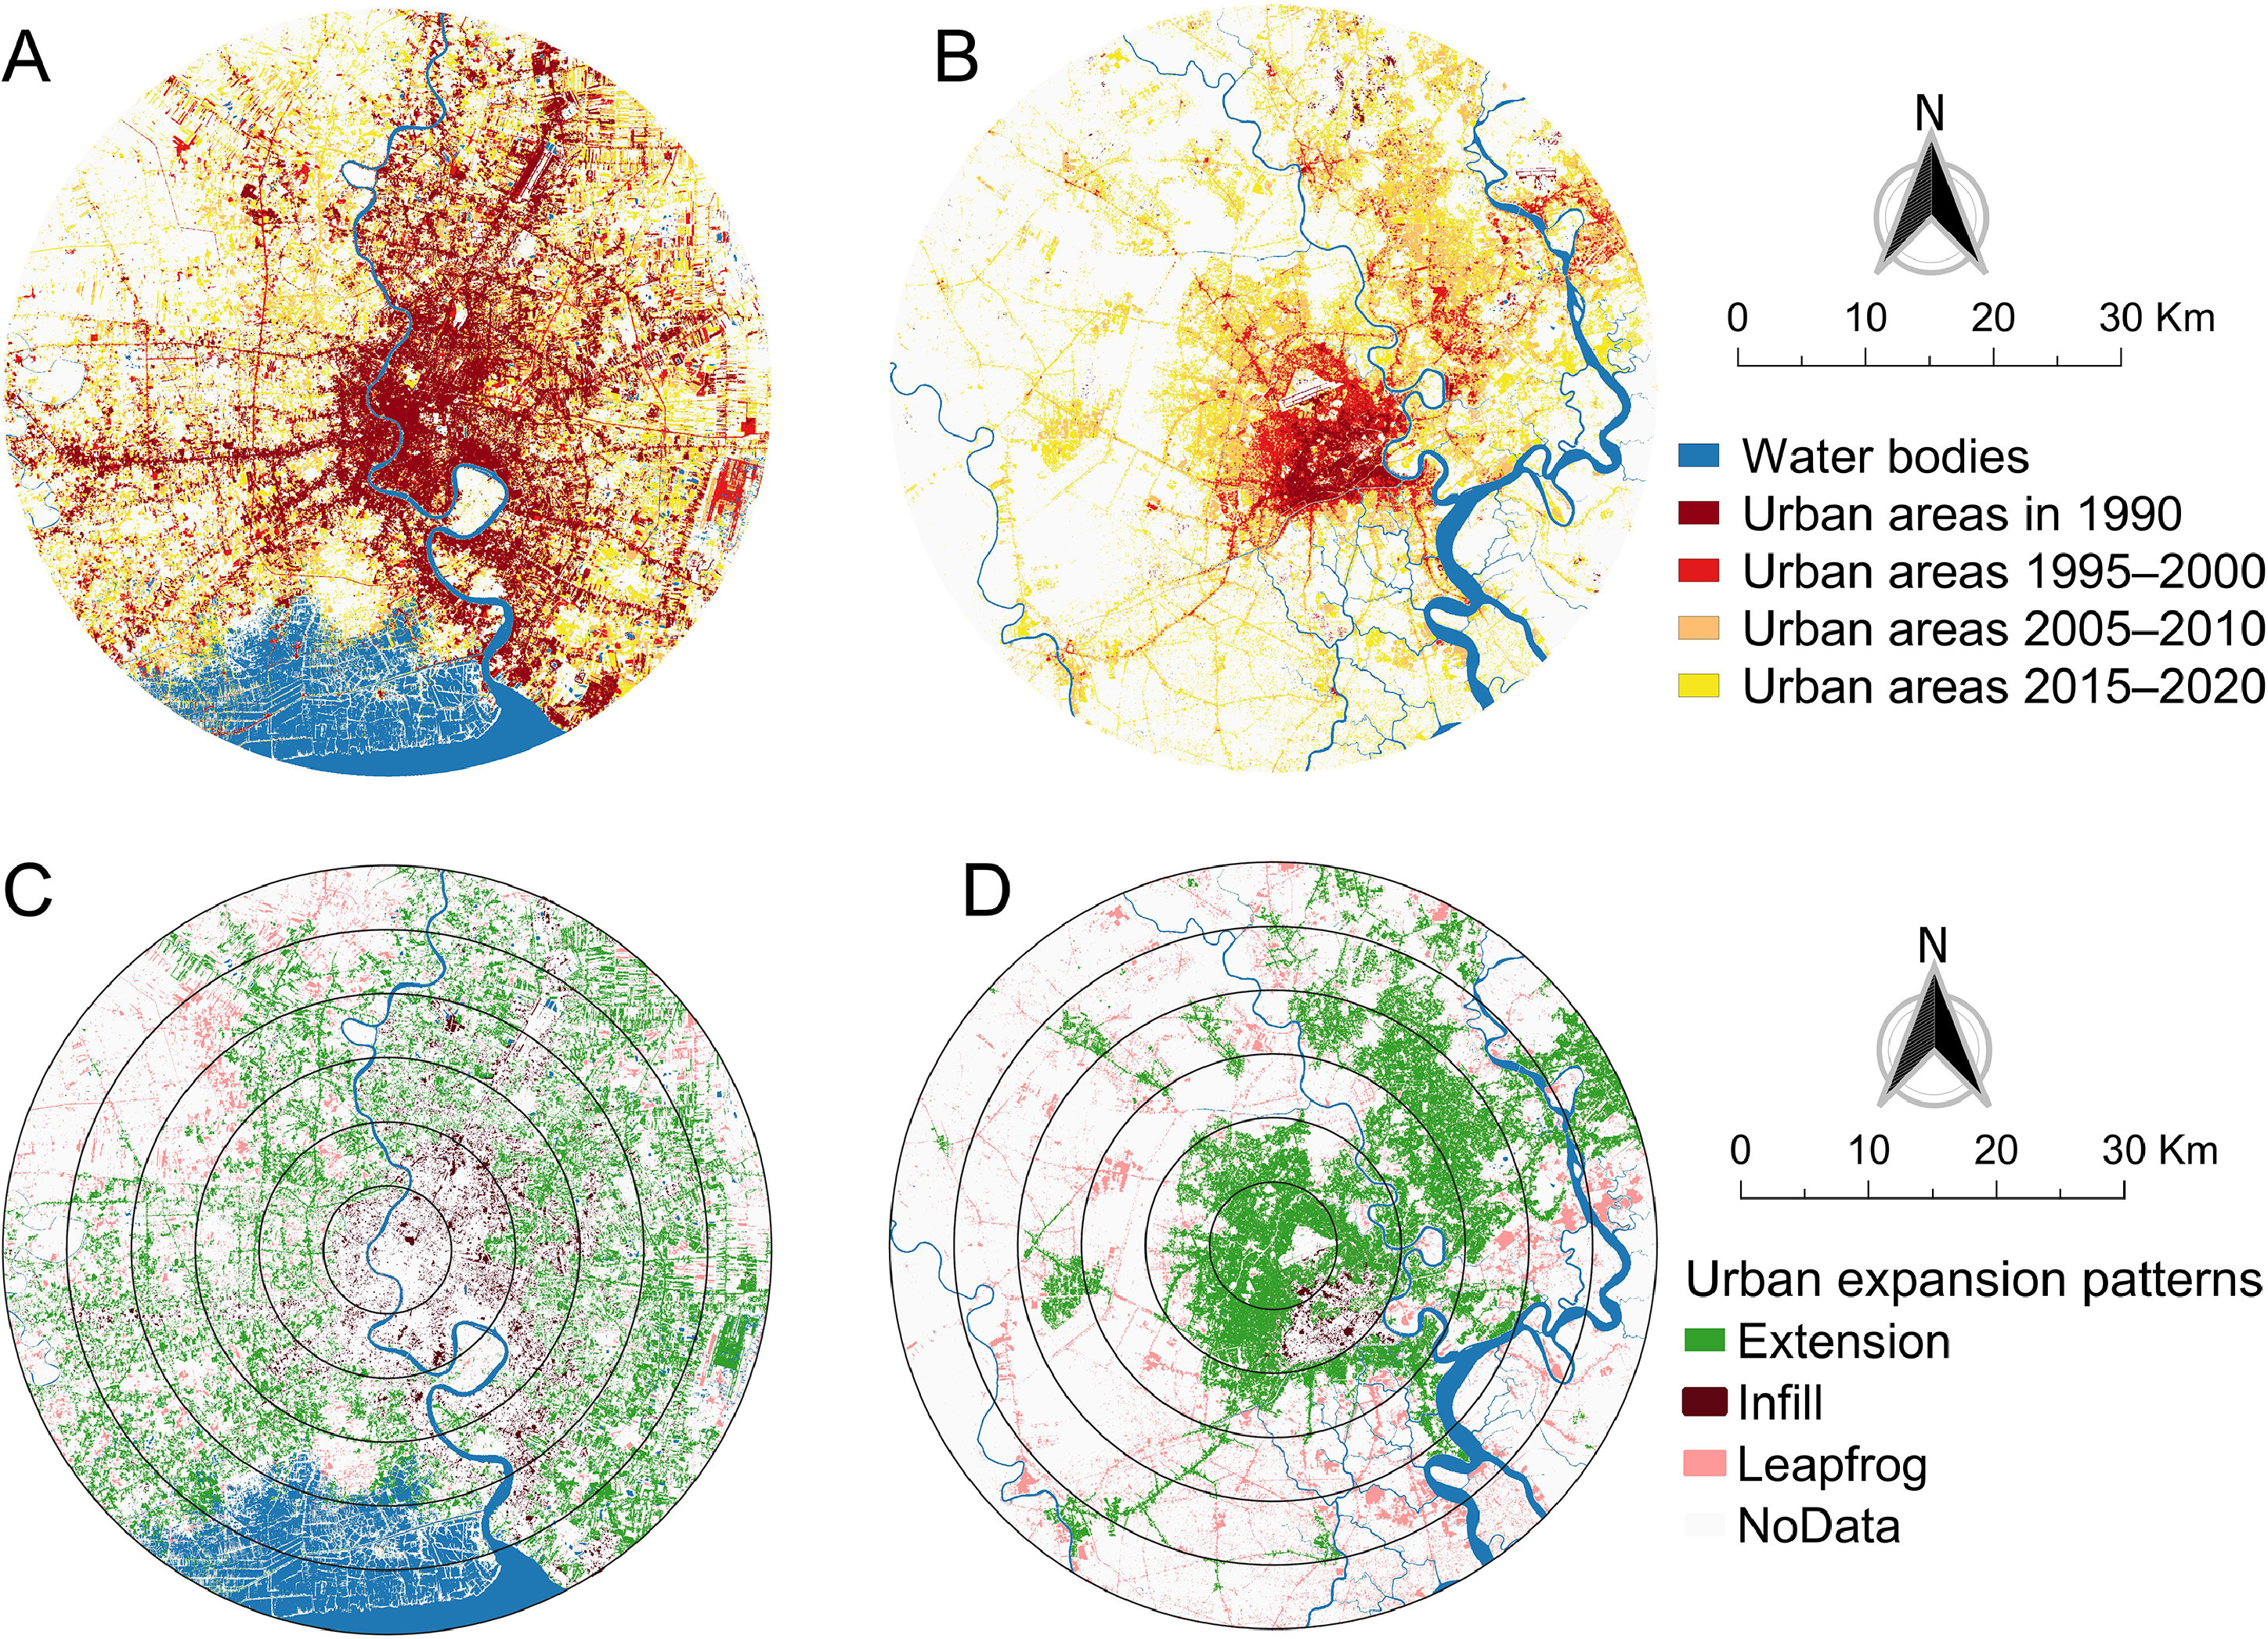 A
B
N
0 10 20 30 Km
Water bodies
Urban areas in 1990
Urban areas 1995–2000
Urban areas 2005–2010
Urban areas 2015–2020
C
D
N
0 10 20 30 Km
Urban expansion patterns
Extension
Infill
Leapfrog
NoData